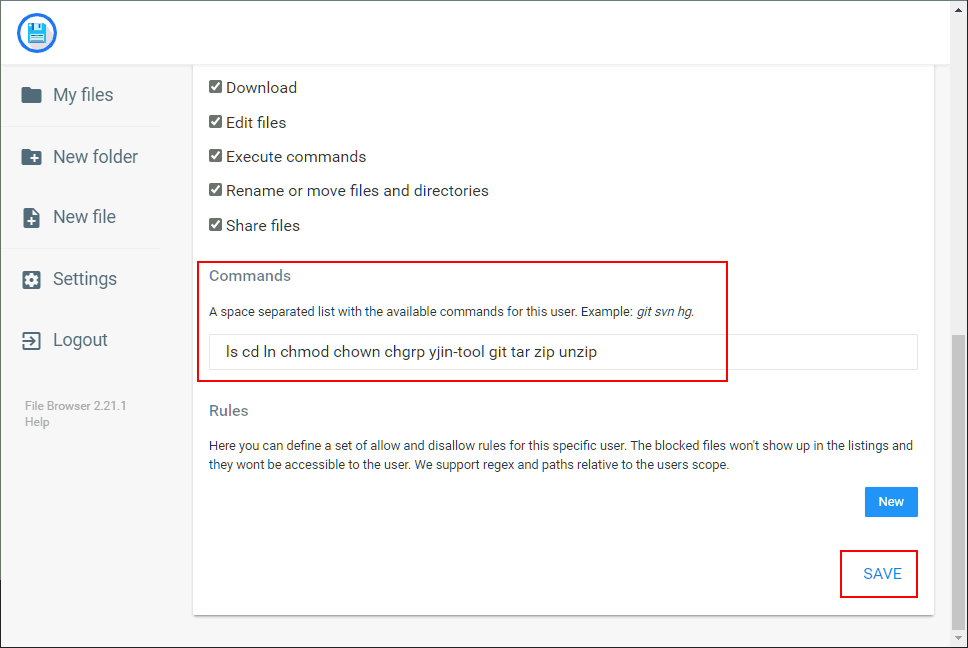 My files
New folder
New file
Settings
Logout
File Browser 2.21.1
Help
Download
Edit files
Execute commands
Rename or move files and directories
Share files
Commands
A space separated list with the available commands for this user. Example: git svn hg.
ls cd ln chmod chown chgrp yjin-tool git tar zip unzip
Rules
Here you can define a set of allow and disallow rules for this specific user. The blocked files won't show up in the listings and
they wont be accessible to the user. We support regex and paths relative to the users scope.
New
SAVE